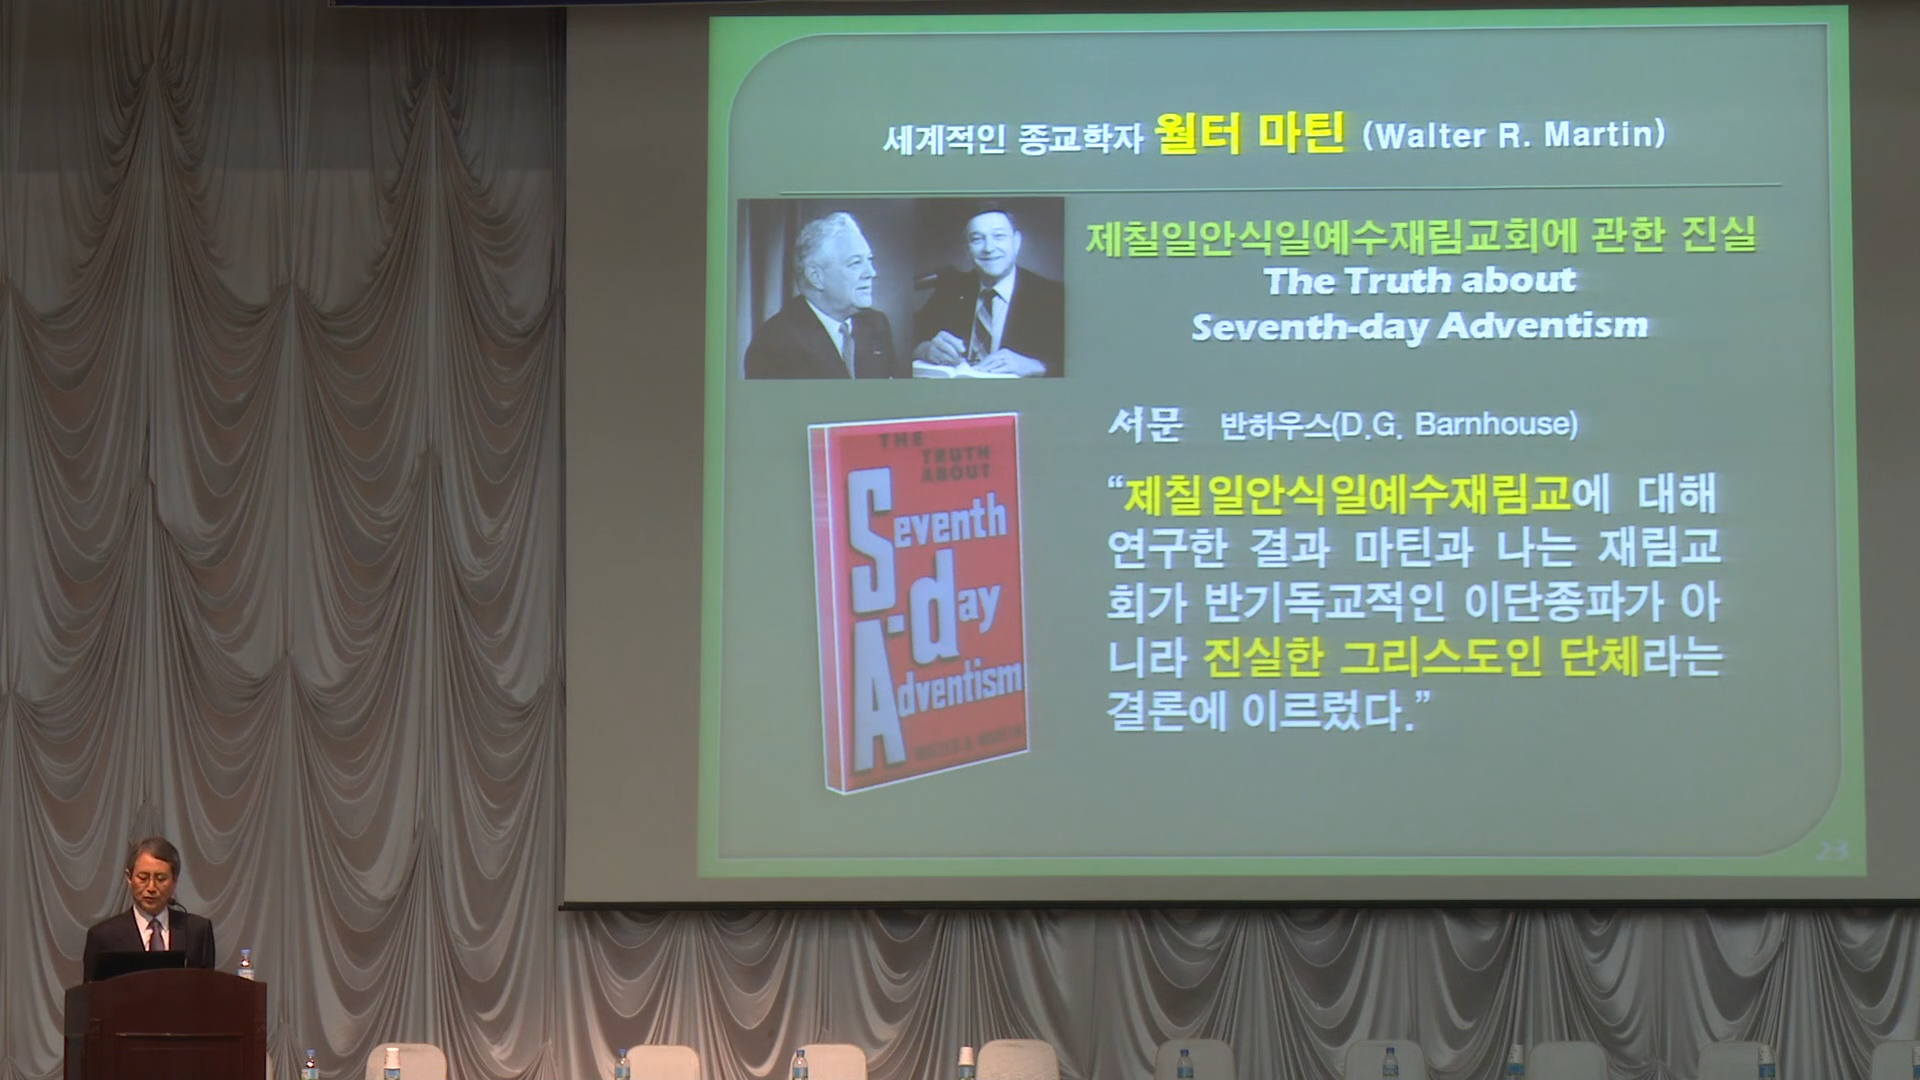 세계적인 종교학자 월터 마틴 (Walter R. Martin)
제칠일안식일예수재림교회에 관한 진실
The Truth about
Seventh-day Adventism
서문 반하우스(D.G. Barnhouse)
“제칠일안식일예수재림교에 대해
연구한 결과 마틴과 나는 재림교
회가 반기독교적인 이단종파가 아
니라 진실한 그리스도인 단체라는
결론에 이르렀다.”
THE
TRUTH
ABOUT
Seventh
-day
Adventism
WALTER R. MARTIN
23